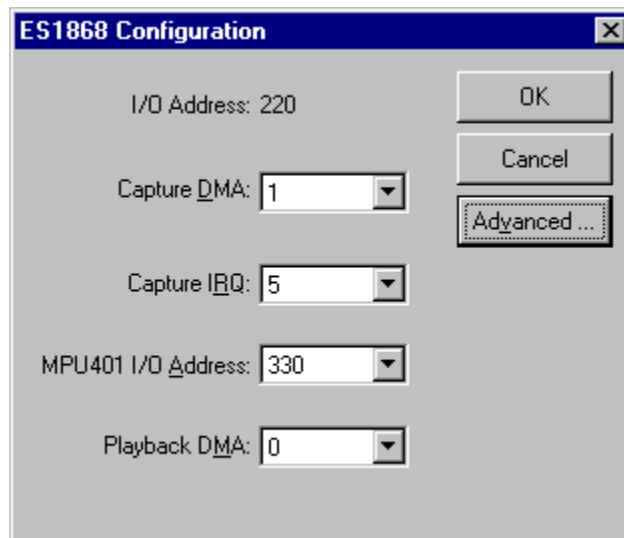 ES1868 Configuration
I/O Address: 220
OK
Cancel
Capture DMA: 1
Advanced ...
Capture IRQ: 5
MPU401 I/O Address: 330
Playback DMA: 0